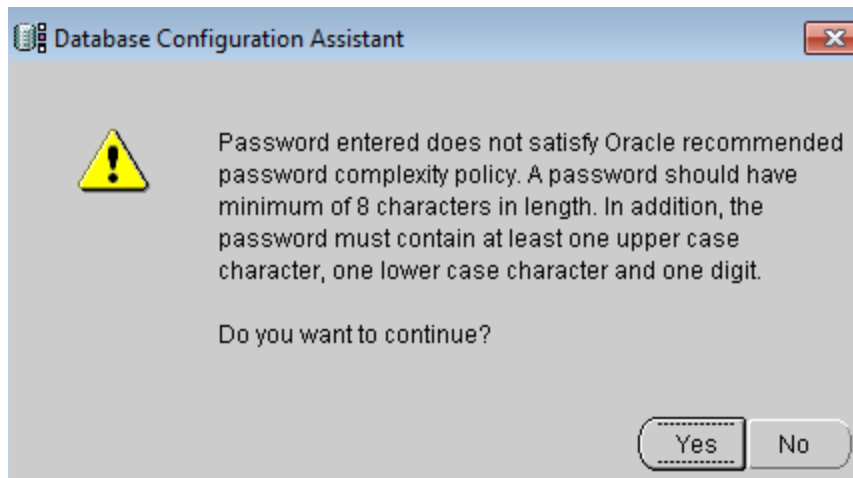 Database Configuration Assistant
Password entered does not satisfy Oracle recommended
password complexity policy. A password should have
minimum of 8 characters in length. In addition, the
password must contain at least one upper case
character, one lower case character and one digit.
Do you want to continue?
Yes No